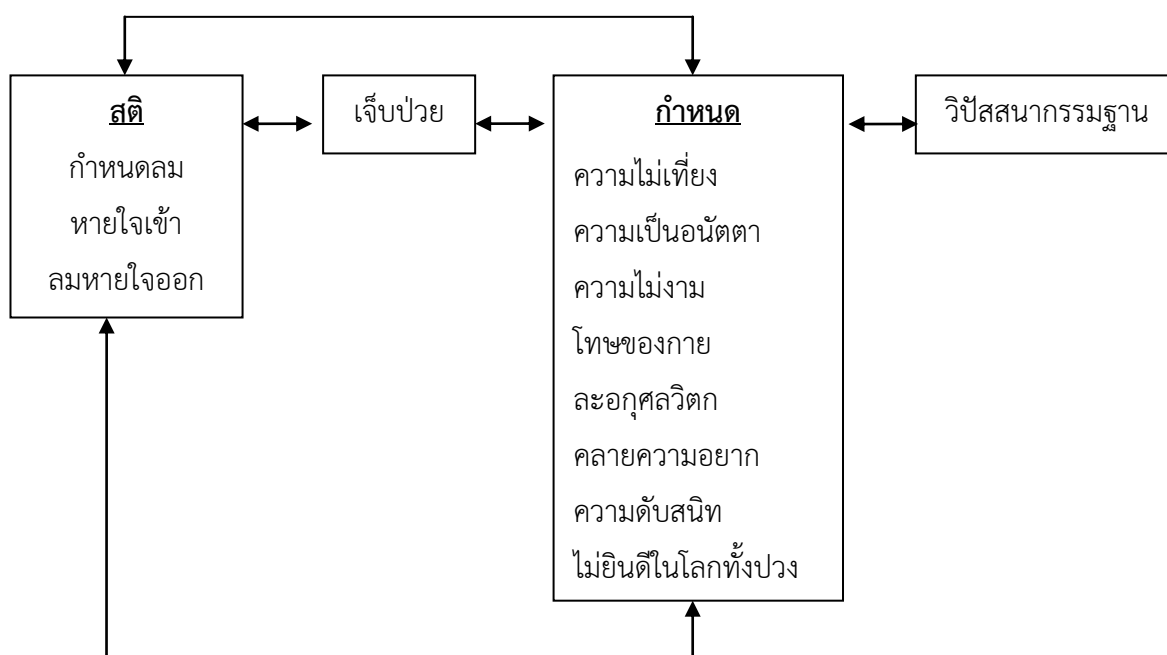 สติ
กำหนดลม
หายใจเข้า
ลมหายใจออก
เจ็บป่วย
กำหนด
ความไม่เที่ยง
ความเป็นอนัตตา
ความไม่งาม
โทษของกาย
ละอกุศลวิตก
คลายความอยาก
ความดับสนิท
ไม่ยินดีในโลกทั้งปวง
วิปัสสนากรรมฐาน